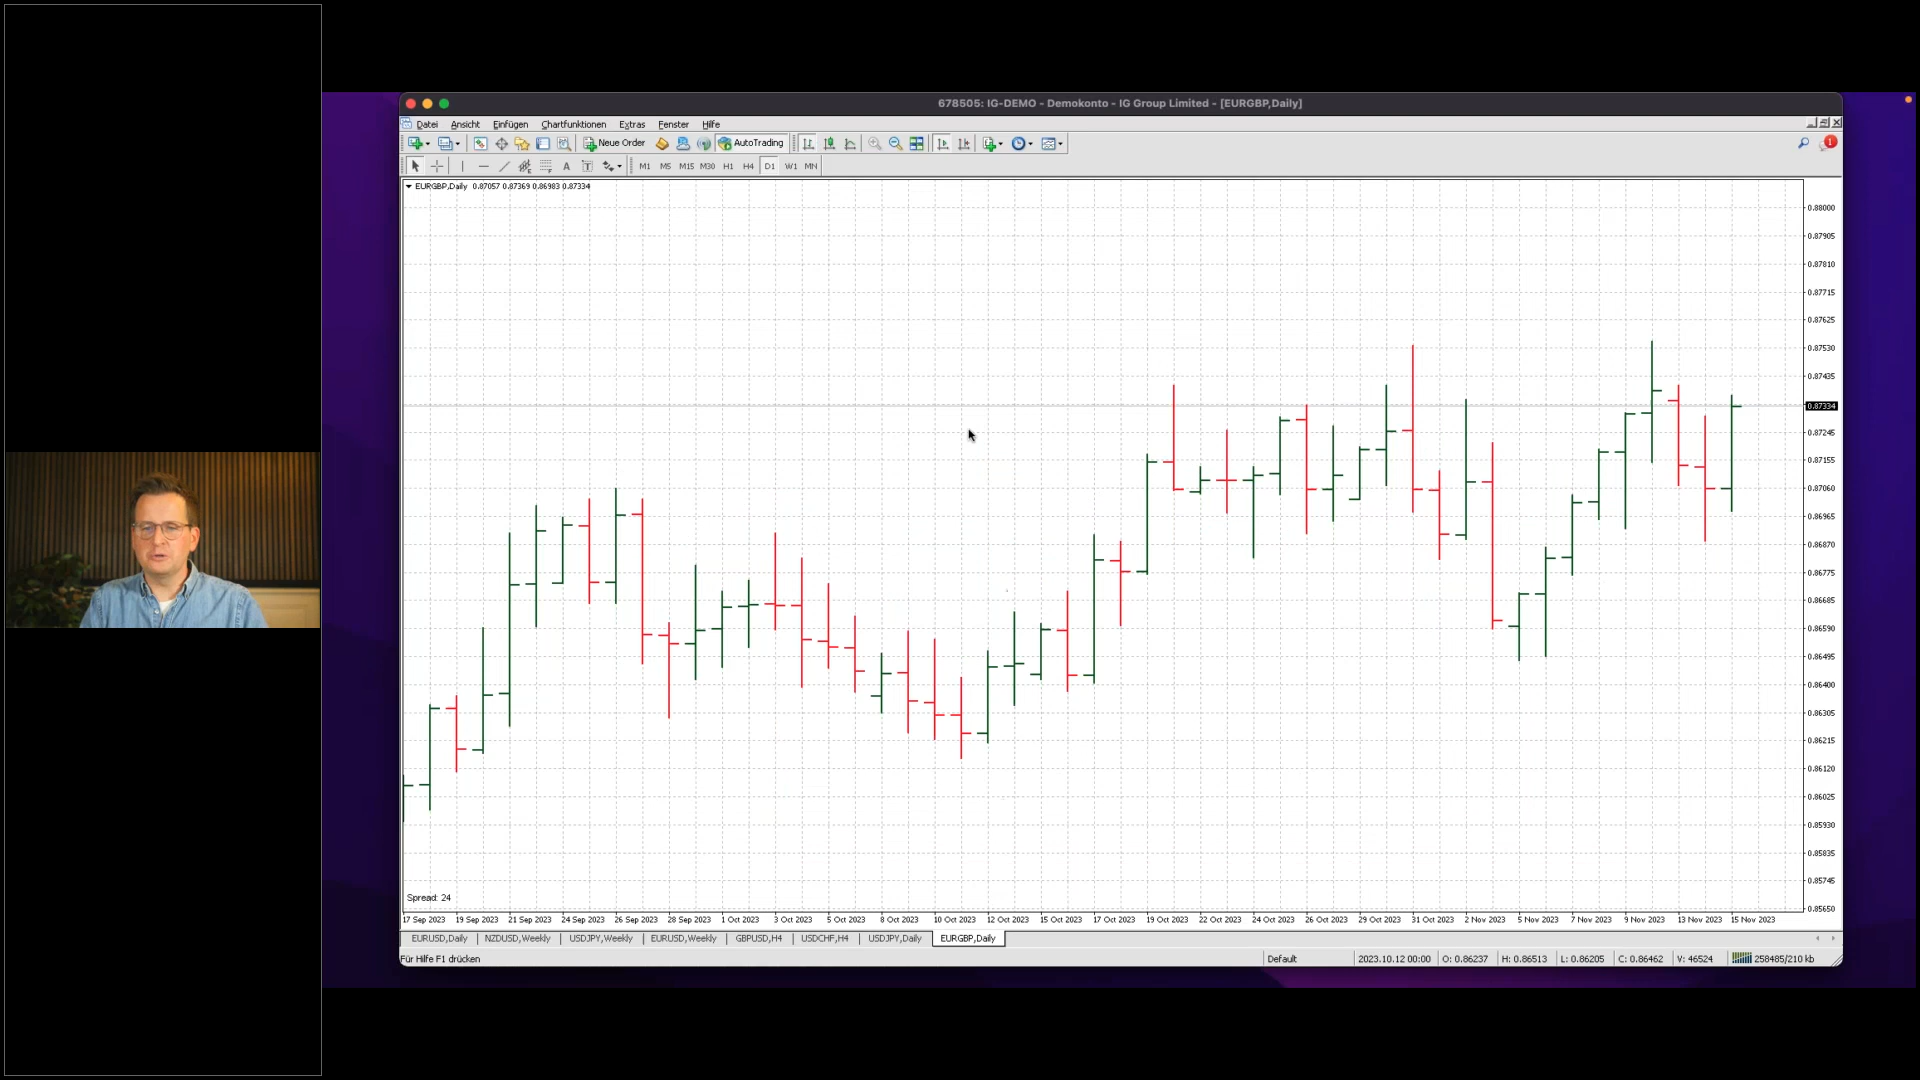 678505: IG-DEMO - Demokonto - IG Group Limited - [EURGBP,Daily]
Datei Ansicht Einfügen Chartfunktionen Extras Fenster Hilfe
Neue Order AutoTrading 1
A T M1 M5 M15 M30 H1 H4 D1 W1 MN
EURGBP,Daily 0.87057 0.87369 0.86983 0.87334
0.88000
0.87905
0.87810
0.87715
0.87625
0.87530
0.87435
0.87334
0.87245
0.87155
0.87060
0.86965
0.86870
0.86775
0.86685
0.86590
0.86495
0.86400
0.86305
0.86215
0.86120
0.86025
0.85930
0.85835
0.85745
0.85650
Spread: 24
17 Sep 2023 19 Sep 2023 21 Sep 2023 24 Sep 2023 26 Sep 2023 28 Sep 2023 1 Oct 2023 3 Oct 2023 5 Oct 2023 8 Oct 2023 10 Oct 2023 12 Oct 2023 15 Oct 2023 17 Oct 2023 19 Oct 2023 22 Oct 2023 24 Oct 2023 26 Oct 2023 29 Oct 2023 31 Oct 2023 2 Nov 2023 5 Nov 2023 7 Nov 2023 9 Nov 2023 13 Nov 2023 15 Nov 2023
EURUSD,Daily NZDUSD,Weekly USDJPY,Weekly EURUSD,Weekly GBPUSD,H4 USDCHF,H4 USDJPY,Daily EURGBP,Daily
Für Hilfe F1 drücken Default 2023.10.12 00:00 O: 0.86237 H: 0.86513 L: 0.86205 C: 0.86462 V: 46524 258485/210 kb